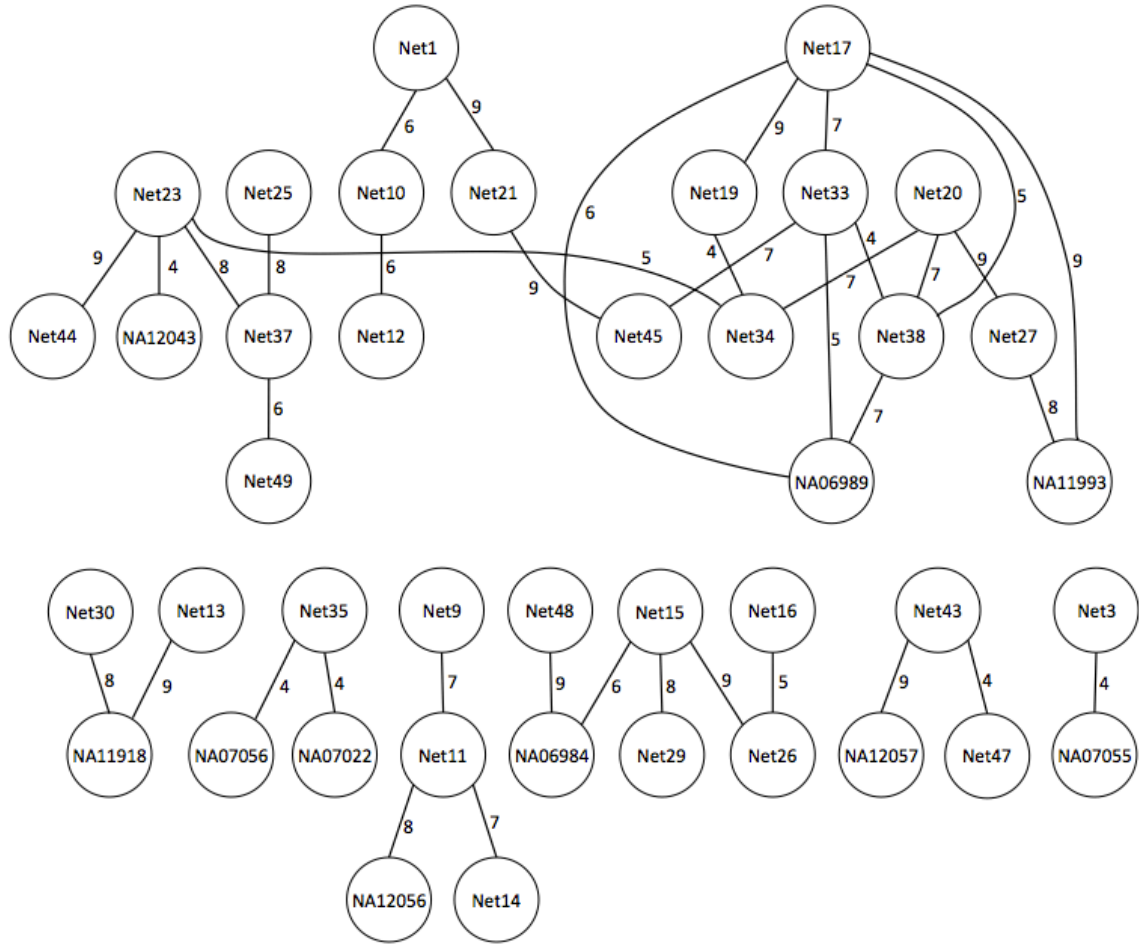 Net1
Net17
6
9
9
7
Net23
Net25
Net10
Net21
Net19
Net33
Net20
6
5
9
4
8
8
6
9
5
4
7
4
7
7
9
9
Net44
NA12043
Net37
Net12
Net45
Net34
5
Net38
Net27
6
7
8
Net49
NA06989
NA11993
Net30
Net13
Net35
Net9
Net48
Net15
Net16
Net43
Net3
8
9
4
4
7
9
6
8
9
5
9
4
4
NA11918
NA07056
NA07022
Net11
NA06984
Net29
Net26
NA12057
Net47
NA07055
8
7
NA12056
Net14